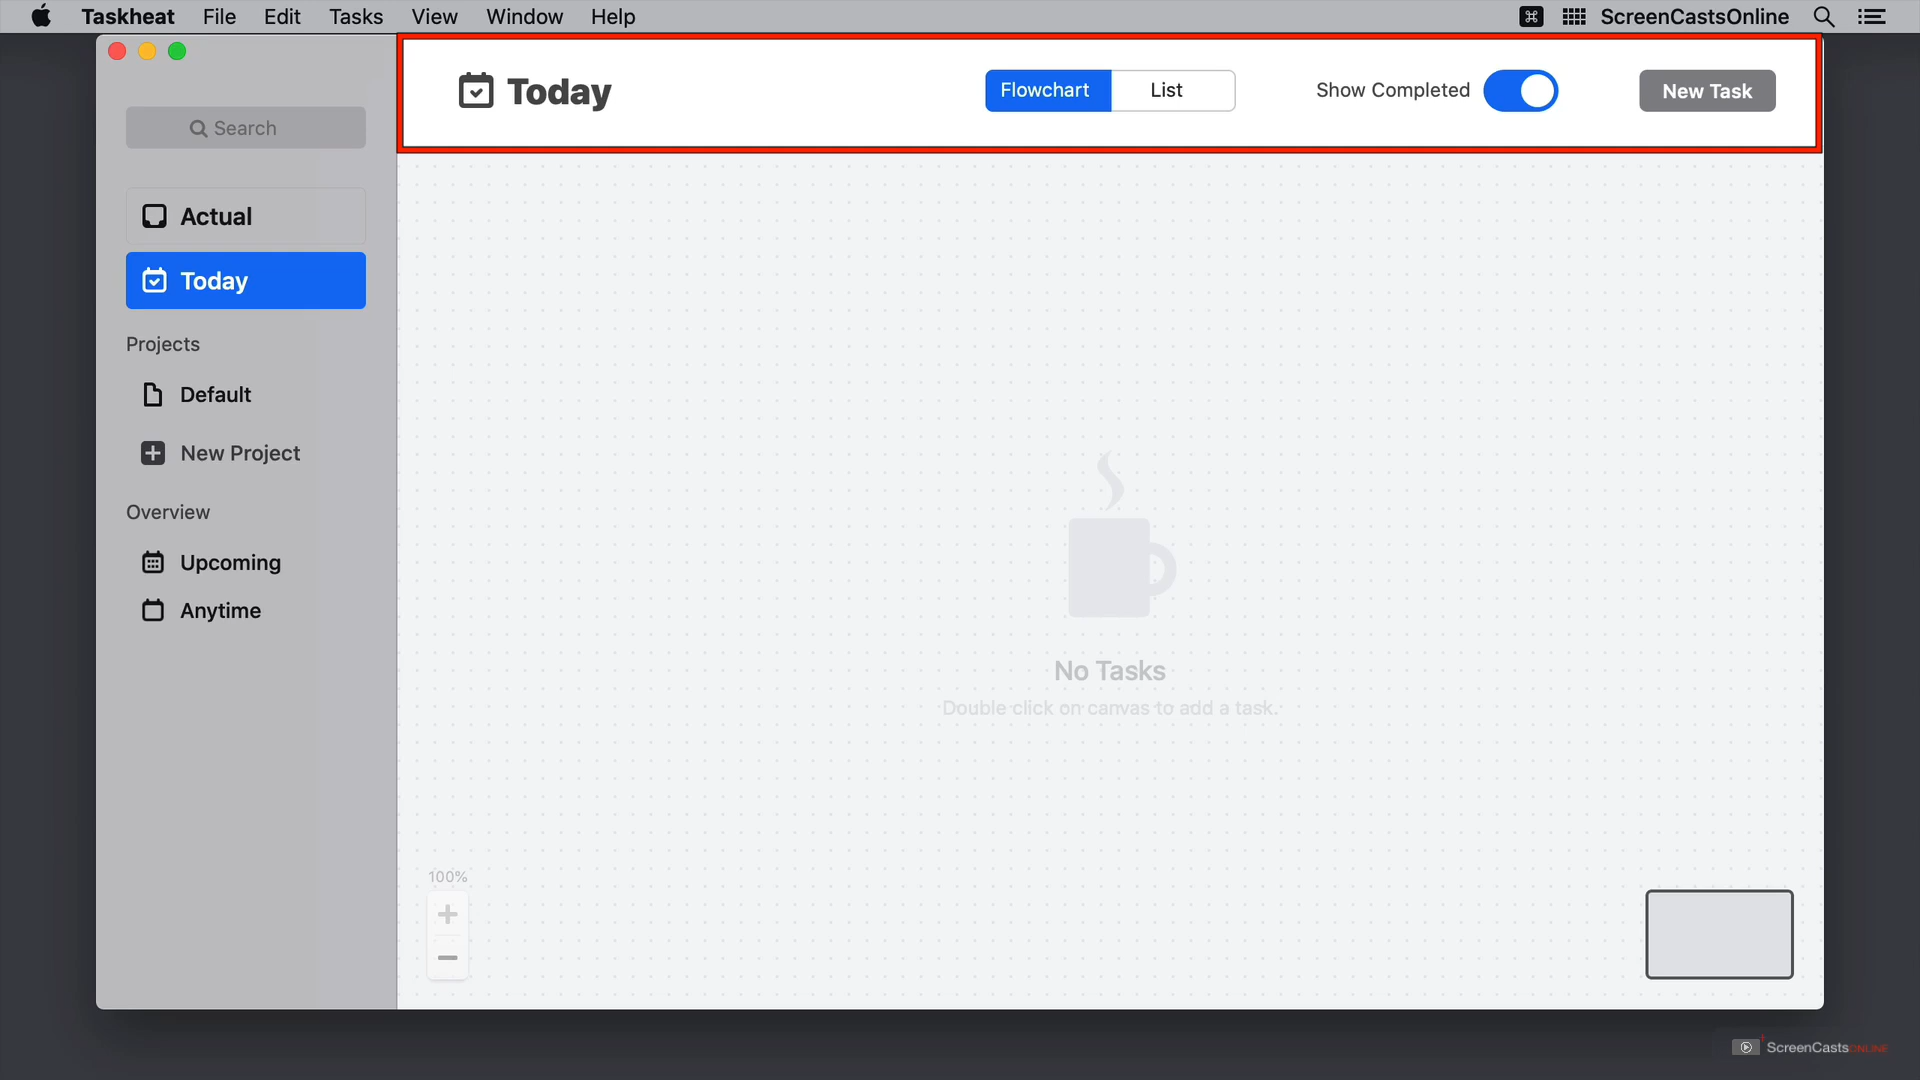 Taskheat File Edit Tasks View Window Help ScreenCastsOnline
Today Flowchart List Show Completed New Task
Search
Actual
Today
Projects
Default
New Project
Overview
Upcoming
Anytime
No Tasks
Double click on canvas to add a task.
100%
ScreenCastsONLINE